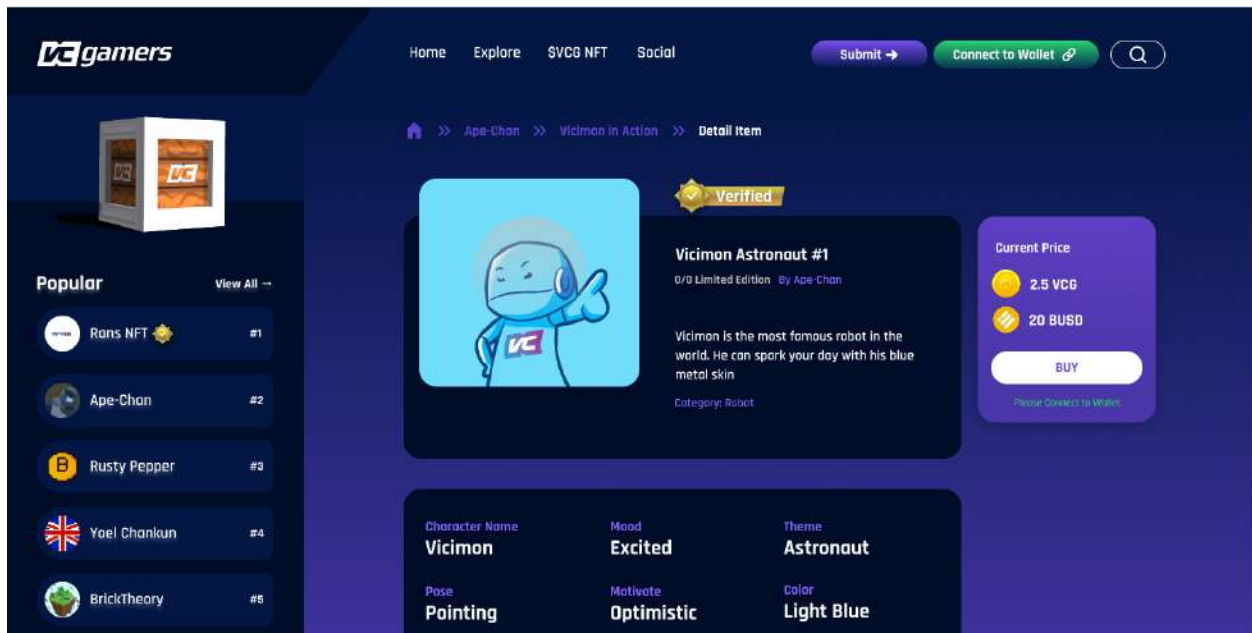 VC gamers
Home Explore $VCG NFT Social
Submit →
Connect to Wallet
>> Ape-Chan >> Vicimon in Action >> Detail Item
VC VC
Verified
Vicimon Astronaut #1
0/0 Limited Edition By Ape-Chan
Vicimon is the most famous robot in the
world. He can spark your day with his blue
metal skin
Category: Robot
VC
Current Price
2.5 VCG
20 BUSD
BUY
Please Connect to Wallet
Popular View All →
Rans NFT #1
Ape-Chan #2
B Rusty Pepper #3
Yoel Chankun #4
BrickTheory #5
Character Name Mood Theme
Vicimon Excited Astronaut
Pose Motivate Color
Pointing Optimistic Light Blue